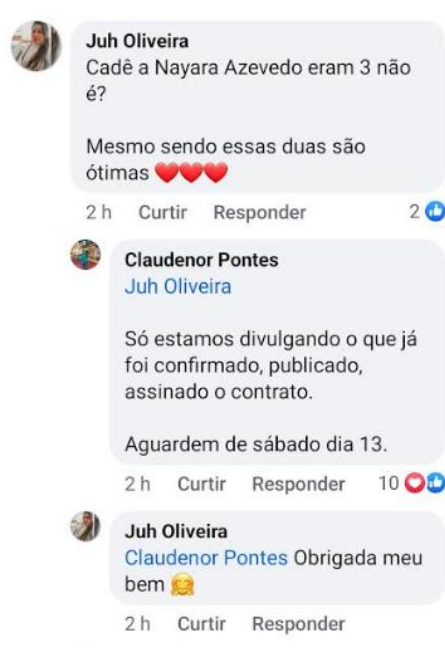 Juh Oliveira
Cadê a Nayara Azevedo eram 3 não
é?
Mesmo sendo essas duas são
ótimas ❤️❤️❤️
2 h Curtir Responder 2
Claudenor Pontes
Juh Oliveira
Só estamos divulgando o que já
foi confirmado, publicado,
assinado o contrato.
Aguardem de sábado dia 13.
2 h Curtir Responder 10
Juh Oliveira
Claudenor Pontes Obrigada meu
bem 🤗
2 h Curtir Responder